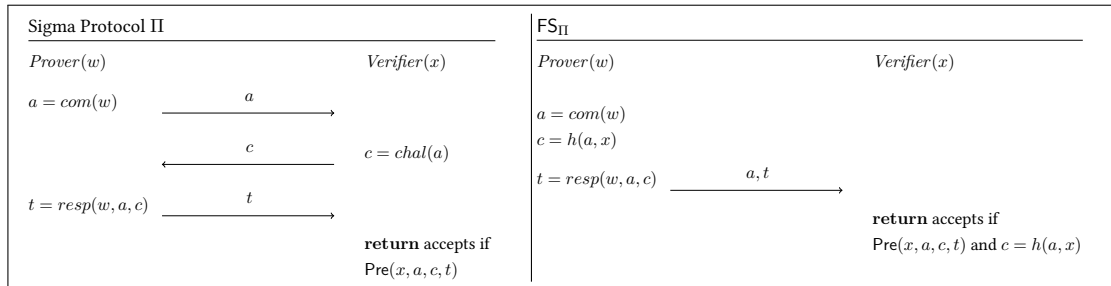 Sigma Protocol Π
Prover(w) Verifier(x)
a = com(w) a
c c = chal(a)
t = resp(w, a, c) t
return accepts if
Pre(x, a, c, t)
FS_Π
Prover(w) Verifier(x)
a = com(w)
c = h(a, x)
t = resp(w, a, c) a, t
return accepts if
Pre(x, a, c, t) and c = h(a, x)